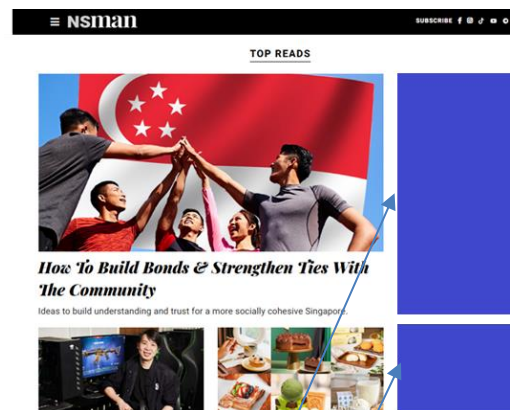 NSman
SUBSCRIBE
TOP READS
How To Build Bonds & Strengthen Ties With
The Community
Ideas to build understanding and trust for a more socially cohesive Singapore.